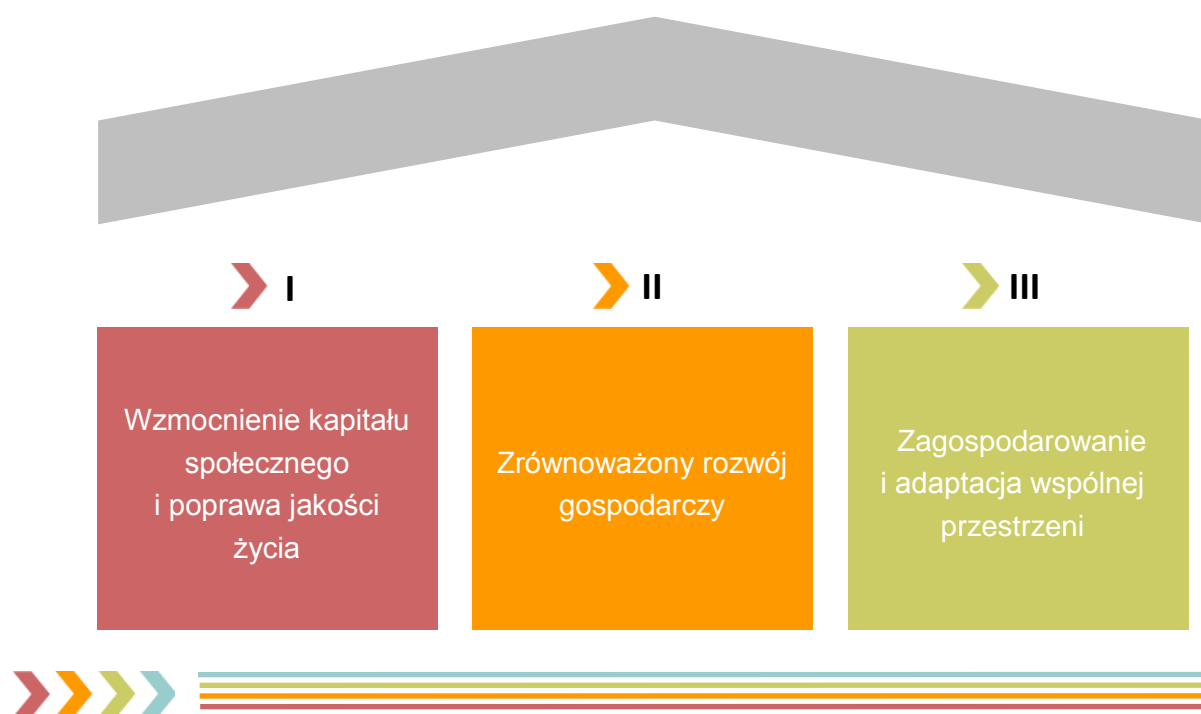 I
II
III
Wzmocnienie kapitału
społecznego
i poprawa jakości
życia
Zrównoważony rozwój
gospodarczy
Zagospodarowanie
i adaptacja wspólnej
przestrzeni